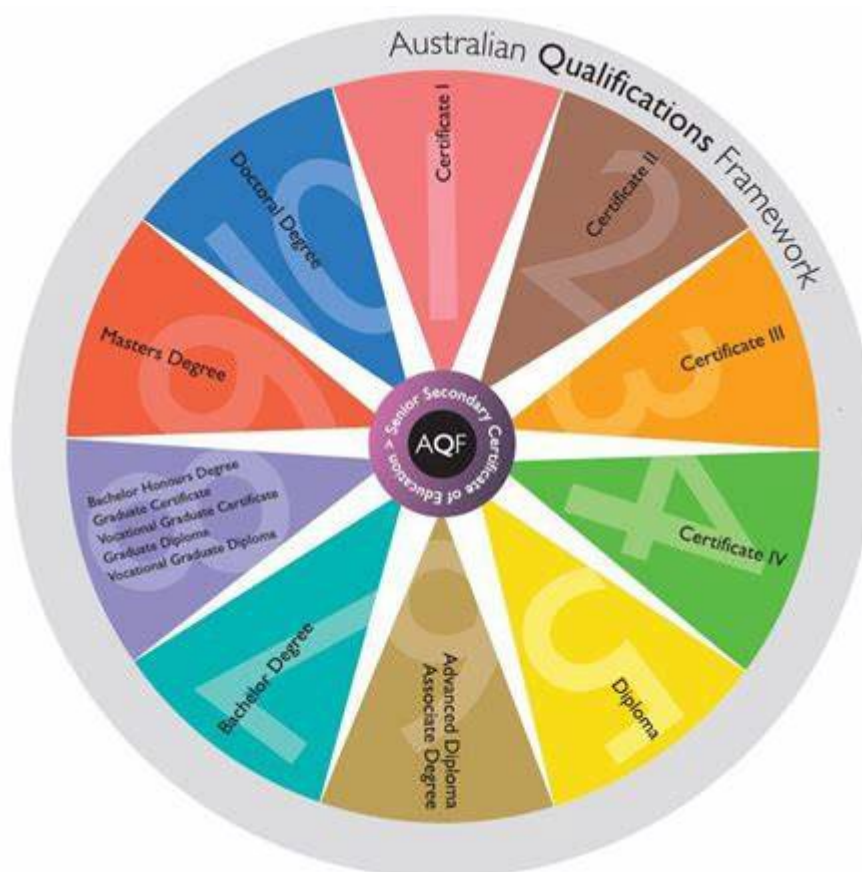 Australian Qualifications Framework
1
Certificate I
2
Certificate II
3
Certificate III
4
Certificate IV
5
Diploma
6
Advanced Diploma
Associate Degree
7
Bachelor Degree
8
Bachelor Honours Degree
Graduate Certificate
Vocational Graduate Certificate
Graduate Diploma
Vocational Graduate Diploma
9
Masters Degree
10
Doctoral Degree
Senior Secondary Certificate of Education >
AQF